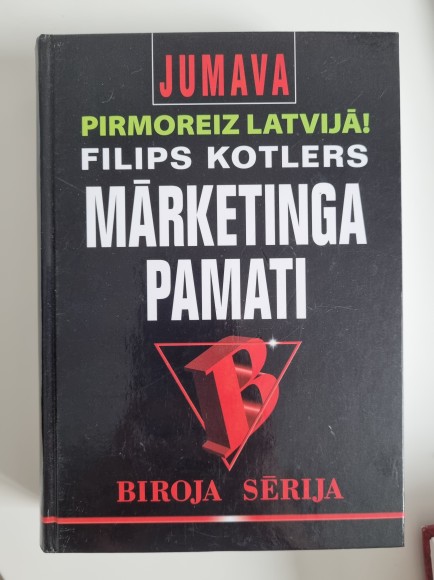 JUMAVA
PIRMOREIZ LATVIJĀ!
FILIPS KOTLERS
MĀRKETINGA
PAMATI
B
BIROJA SĒRIJA